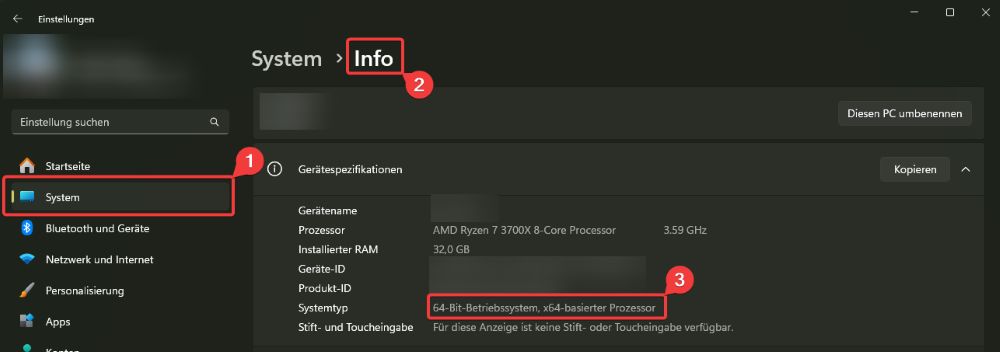 Einstellungen
System > Info
2
Einstellung suchen
Diesen PC umbenennen
1
Startseite
System
Bluetooth und Geräte
Netzwerk und Internet
Personalisierung
Apps
Konten
Gerätespezifikationen
Kopieren
Gerätename
Prozessor AMD Ryzen 7 3700X 8-Core Processor 3.59 GHz
Installierter RAM 32,0 GB
Geräte-ID
Produkt-ID
3
Systemtyp 64-Bit-Betriebssystem, x64-basierter Prozessor
Stift- und Toucheingabe Für diese Anzeige ist keine Stift- oder Toucheingabe verfügbar.